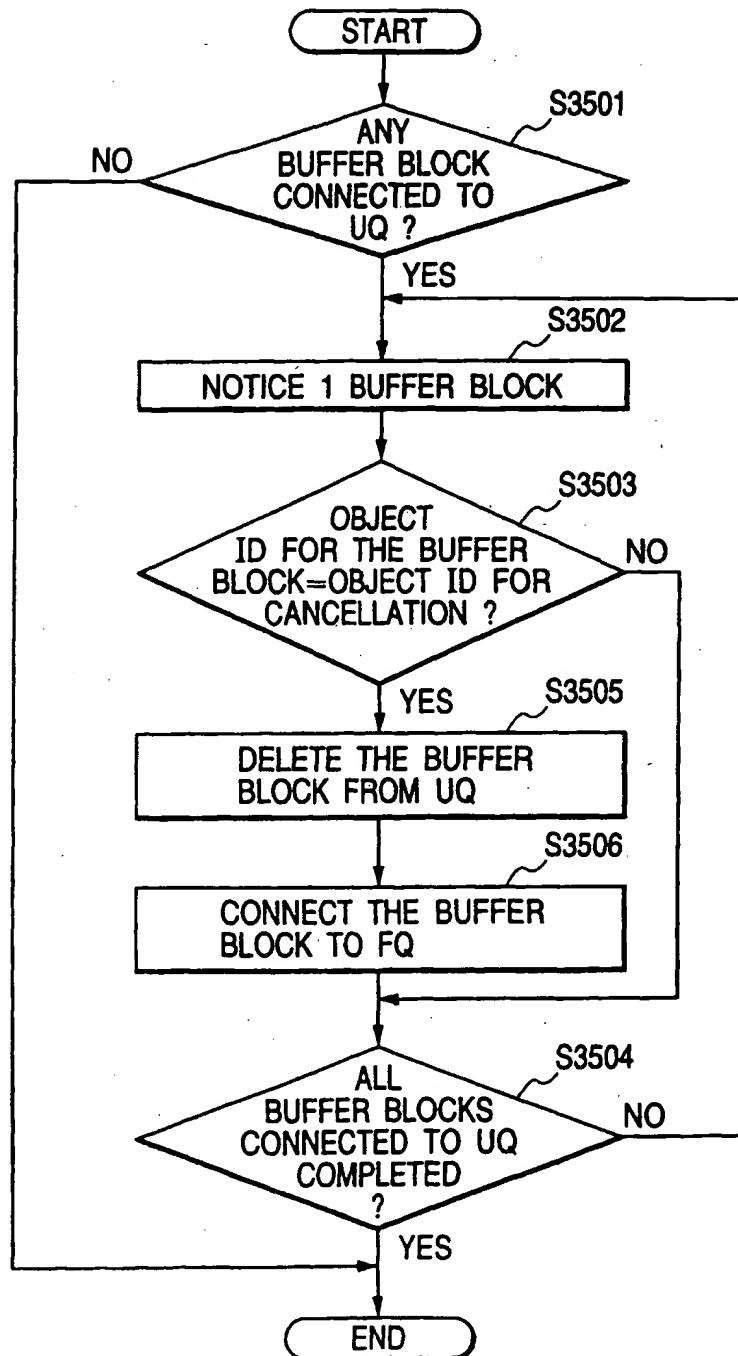 START
S3501
ANY
BUFFER BLOCK
CONNECTED TO
UQ ?
NO
YES
S3502
NOTICE 1 BUFFER BLOCK
S3503
OBJECT
ID FOR THE BUFFER
BLOCK=OBJECT ID FOR
CANCELLATION ?
NO
YES
S3505
DELETE THE BUFFER
BLOCK FROM UQ
S3506
CONNECT THE BUFFER
BLOCK TO FQ
S3504
ALL
BUFFER BLOCKS
CONNECTED TO UQ
COMPLETED
?
NO
YES
END